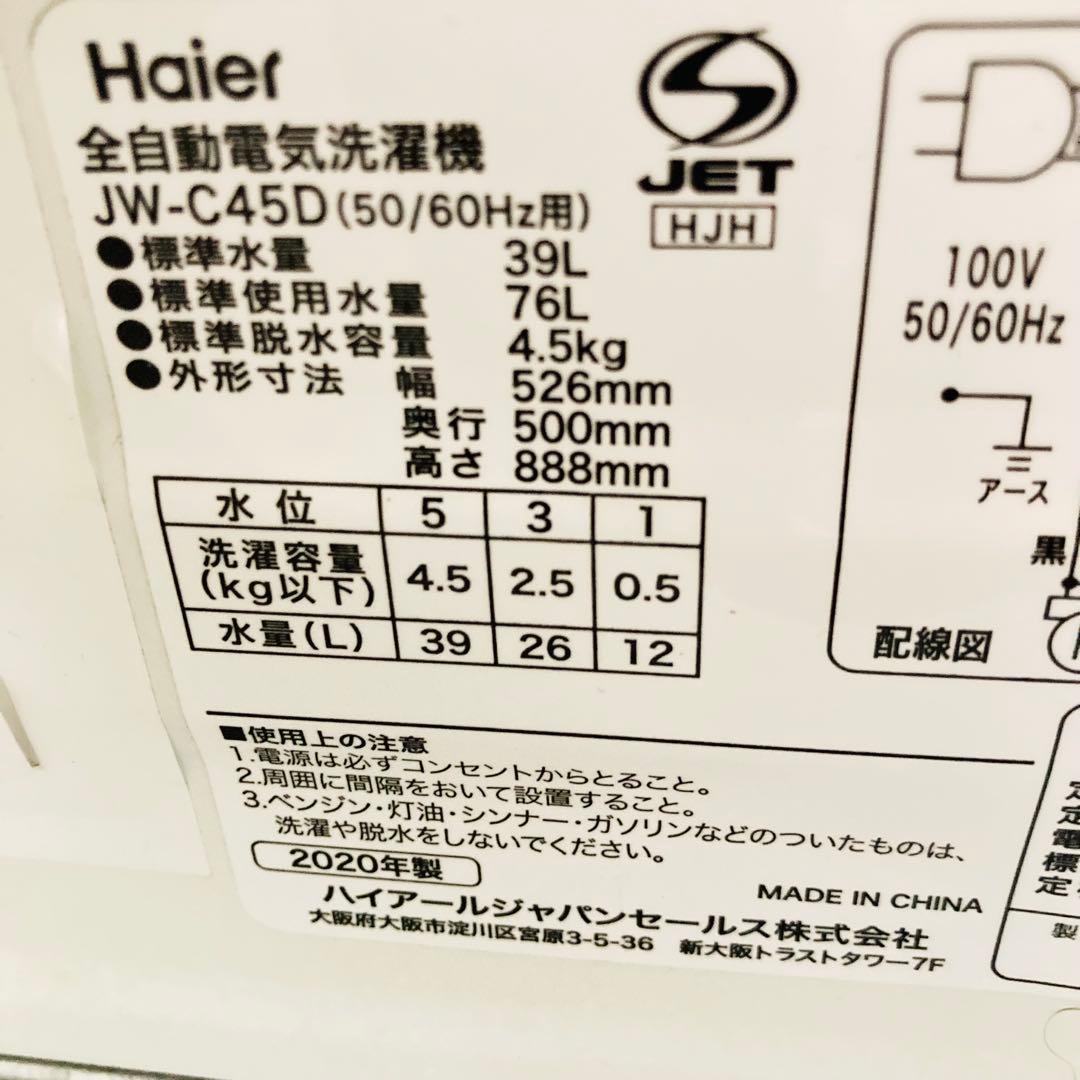 Haier
全自動電気洗濯機
JW-C45D(50/60Hz用)
●標準水量 39L
●標準使用水量 76L
●標準脱水容量 4.5kg
●外形寸法 幅 526mm
奥行 500mm
高さ 888mm
水位 5 3 1
洗濯容量
(kg以下) 4.5 2.5 0.5
水量(L) 39 26 12
JET
HJH
100V
50/60Hz
アース
黒
配線図
■使用上の注意
1.電源は必ずコンセントからとること。
2.周囲に間隔をおいて設置すること。
3.ベンジン・灯油・シンナー・ガソリンなどのついたものは、
洗濯や脱水をしないでください。
2020年製
MADE IN CHINA
ハイアールジャパンセールス株式会社
大阪府大阪市淀川区宮原3-5-36 新大阪トラストタワー7F
定
定
電
標
定
製